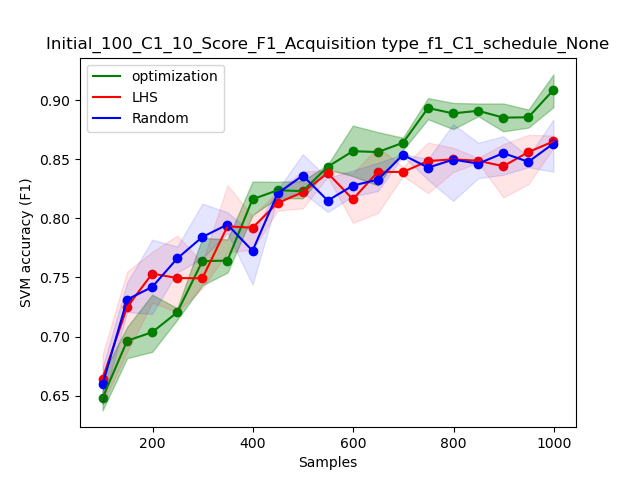 Initial_100_C1_10_Score_F1_Acquisition type_f1_C1_schedule_None
optimization
LHS
Random
SVM accuracy (F1)
0.90
0.85
0.80
0.75
0.70
0.65
200 400 600 800 1000
Samples